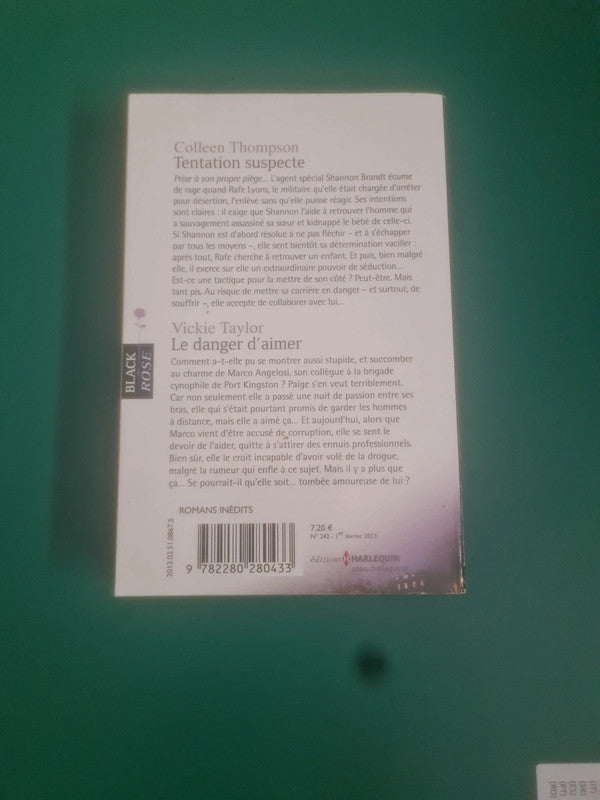 Colleen Thompson
Tentation suspecte
Prise à son propre piège... L'agent spécial Shannon Brandt écume
de rage quand Rafe Lyons, le militaire qu'elle était chargée d'arrêter
pour désertion, l'enlève sans qu'elle puisse réagir. Ses intentions
sont claires : il exige que Shannon l'aide à retrouver l'homme qui
a sauvagement assassiné sa sœur et kidnappé le bébé de celle-ci.
Si Shannon est d'abord résolue à ne pas fléchir – et à s'échapper
par tous les moyens –, elle sent bientôt sa détermination vaciller :
après tout, Rafe cherche à retrouver un enfant. Et puis, bien malgré
elle, il exerce sur elle un extraordinaire pouvoir de séduction...
Est-ce une tactique pour la mettre de son côté ? Peut-être. Mais
tant pis. Au risque de mettre sa carrière en danger – et surtout, de
souffrir –, elle accepte de collaborer avec lui...
Vickie Taylor
Le danger d'aimer
Comment a-t-elle pu se montrer aussi stupide, et succomber
au charme de Marco Angelosi, son collègue à la brigade
cynophile de Port Kingston ? Paige s'en veut terriblement.
Car non seulement elle a passé une nuit de passion entre ses
bras, elle qui s'était pourtant promis de garder les hommes
à distance, mais elle a aimé ça... Et aujourd'hui, alors que
Marco vient d'être accusé de corruption, elle se sent le
devoir de l'aider, quitte à s'attirer des ennuis professionnels.
Bien sûr, elle le croit incapable d'avoir volé de la drogue,
malgré la rumeur qui enfle à ce sujet. Mais il y a plus que
ça... Se pourrait-il qu'elle soit... tombée amoureuse de lui ?
BLACK
ROSE
ROMANS INÉDITS
7,20 €
N° 242 - 1er février 2013
2013.02.51.0867.5
9 782280 280433
éditions HARLEQUIN
(IT)
(SK)
(ES)
(PT)
(RO)